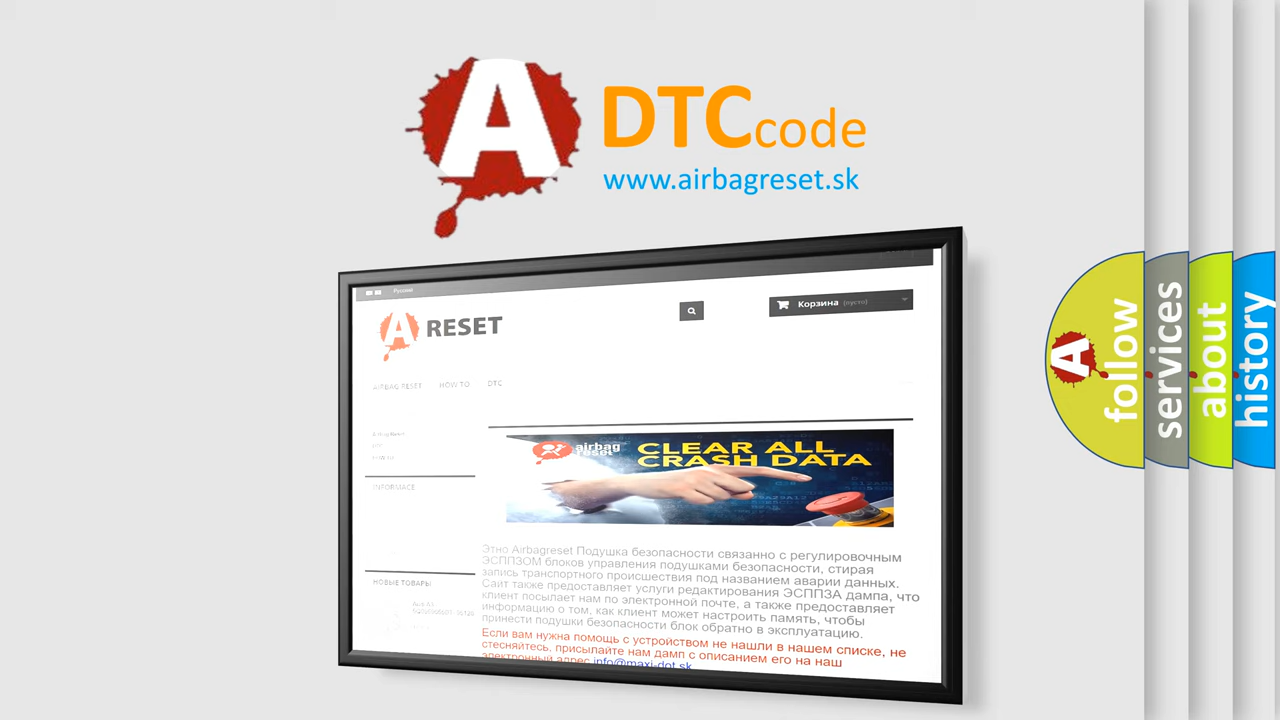 A
DTCcode
www.airbagreset.sk
Русский
A RESET
Корзина (пусто)
AIRBAG RESET HOW TO DTC
INFORMACE
airbag
reset
CLEAR ALL
CRASH DATA
Этно Airbagreset Подушка безопасности связанно с регулировочным
ЭСППЗОМ блоков управления подушками безопасности, стирая
запись транспортного происшествия под названием аварии данных.
Сайт также предоставляет услуги редактирования ЭСППЗА дампа, что
клиент посылает нам по электронной почте, а также предоставляет
информацию о том, как клиент может настроить память, чтобы
принести подушки безопасности блок обратно в эксплуатацию.
Если вам нужна помощь с устройством не нашли в нашем списке, не
стесняйтесь, присылайте нам дамп с описанием его на наш
электронный адрес info@maxi-dot.sk
НОВЫЕ ТОВАРЫ
A
follow
services
about
history